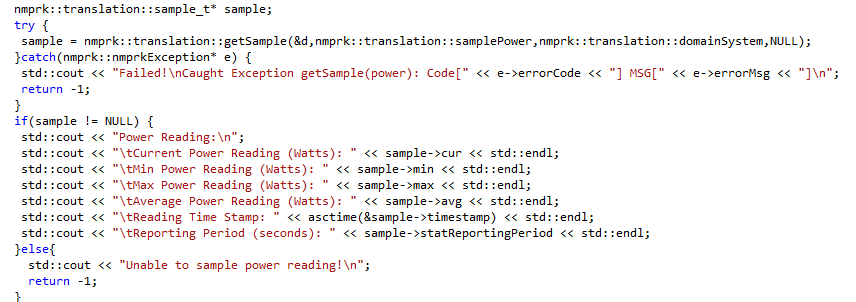 nmprk::translation::sample_t* sample;
try {
 sample = nmprk::translation::getSample(&d,nmprk::translation::samplePower,nmprk::translation::domainSystem,NULL);
}catch(nmprk::nmprkException* e) {
 std::cout << "Failed!\nCaught Exception getSample(power): Code[" << e->errorCode << "] MSG[" << e->errorMsg << "]\n";
 return -1;
}
if(sample != NULL) {
 std::cout << "Power Reading:\n";
 std::cout << "\tCurrent Power Reading (Watts): " << sample->cur << std::endl;
 std::cout << "\tMin Power Reading (Watts): " << sample->min << std::endl;
 std::cout << "\tMax Power Reading (Watts): " << sample->max << std::endl;
 std::cout << "\tAverage Power Reading (Watts): " << sample->avg << std::endl;
 std::cout << "\tReading Time Stamp: " << asctime(&sample->timestamp) << std::endl;
 std::cout << "\tReporting Period (seconds): " << sample->statReportingPeriod << std::endl;
}else{
  std::cout << "Unable to sample power reading!\n";
  return -1;
}